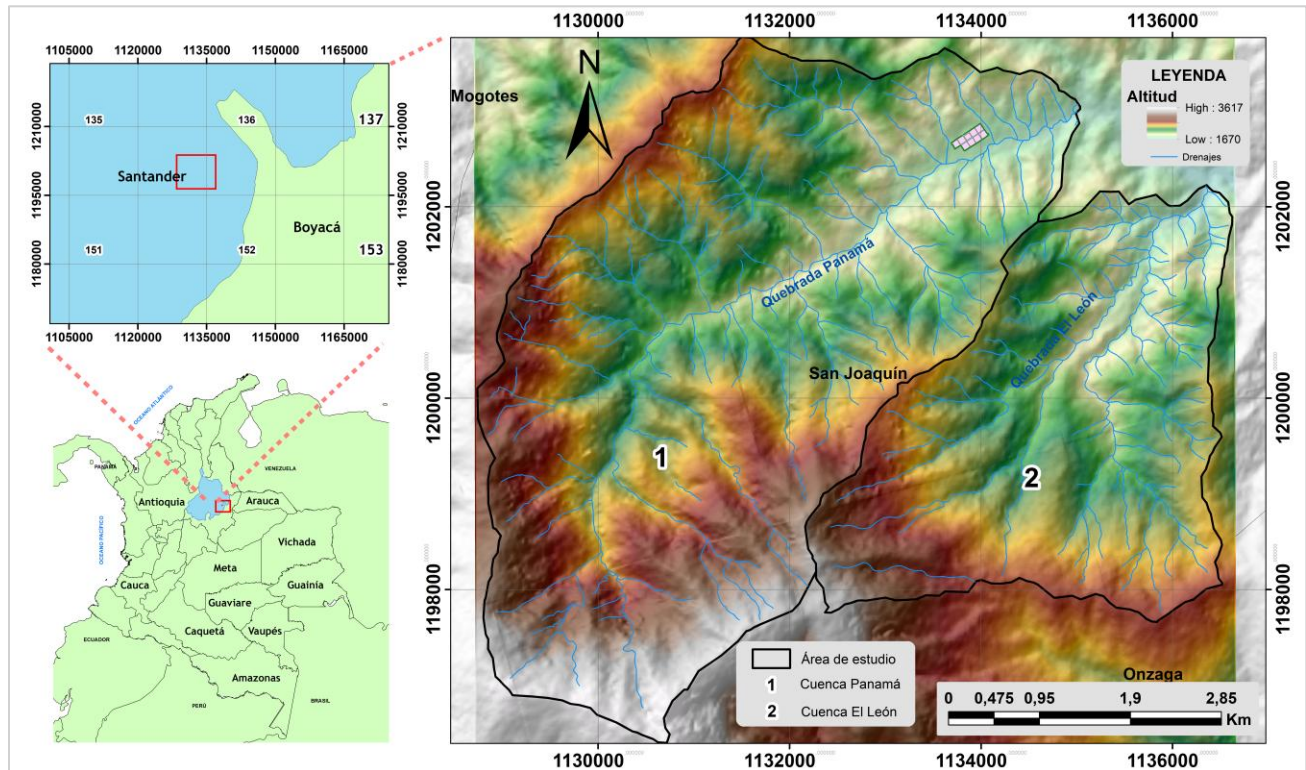 1105000 1120000 1135000 1150000 1165000
1210000
1195000
1180000
135
136
137
Santander
Boyacá
151
152
153
1210000
1195000
1180000
1105000 1120000 1135000 1150000 1165000
OCEANO ATLÁNTICO
PANAMÁ
VENEZUELA
Antioquia
Arauca
OCEANO PACÍFICO
Vichada
Meta
Cauca
Guainía
Guaviare
ECUADOR
Caquetá
Vaupés
Amazonas
PERÚ
BRASIL
1130000 1132000 1134000 1136000
N
Mogotes
LEYENDA
Altitud
High : 3617
Low : 1670
Drenajes
1202000
1202000
Quebrada Panamá
Quebrada El León
San Joaquín
1200000
1200000
1
2
1198000
1198000
Onzaga
Área de estudio
1 Cuenca Panamá
2 Cuenca El León
0 0,475 0,95 1,9 2,85
Km
1130000 1132000 1134000 1136000